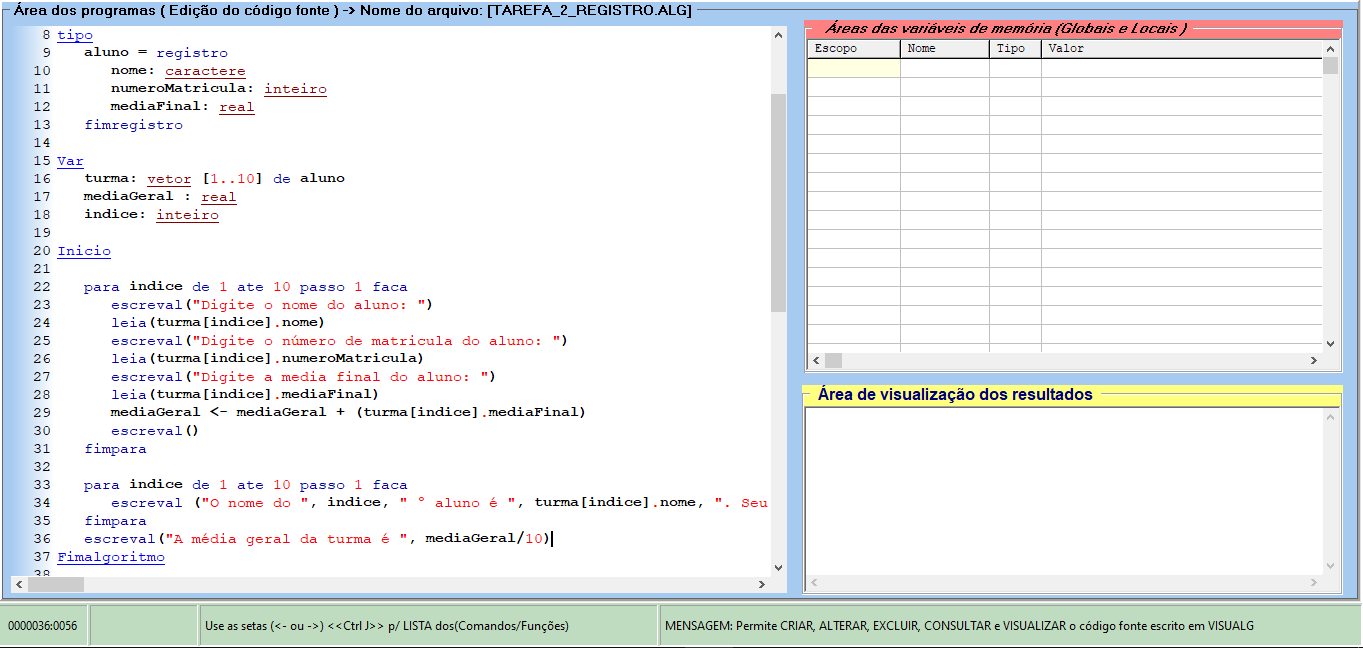 Área dos programas ( Edição do código fonte ) -> Nome do arquivo: [TAREFA_2_REGISTRO.ALG]
8 tipo
9 aluno = registro
10 nome: caractere
11 numeroMatricula: inteiro
12 mediaFinal: real
13 fimregistro
14
15 Var
16 turma: vetor [1..10] de aluno
17 mediaGeral : real
18 indice: inteiro
19
20 Inicio
21
22 para indice de 1 ate 10 passo 1 faca
23 escreval("Digite o nome do aluno: ")
24 leia(turma[indice].nome)
25 escreval("Digite o número de matricula do aluno: ")
26 leia(turma[indice].numeroMatricula)
27 escreval("Digite a media final do aluno: ")
28 leia(turma[indice].mediaFinal)
29 mediaGeral <- mediaGeral + (turma[indice].mediaFinal)
30 escreval()
31 fimpara
32
33 para indice de 1 ate 10 passo 1 faca
34 escreval ("O nome do ", indice, " º aluno é ", turma[indice].nome, ". Seu
35 fimpara
36 escreval("A média geral da turma é ", mediaGeral/10)
37 Fimalgoritmo
38
Áreas das variáveis de memória (Globais e Locais )
Escopo Nome Tipo Valor
Área de visualização dos resultados
0000036:0056
Use as setas (<- ou ->) <<Ctrl J>> p/ LISTA dos(Comandos/Funções)
MENSAGEM: Permite CRIAR, ALTERAR, EXCLUIR, CONSULTAR e VISUALIZAR o código fonte escrito em VISUALG